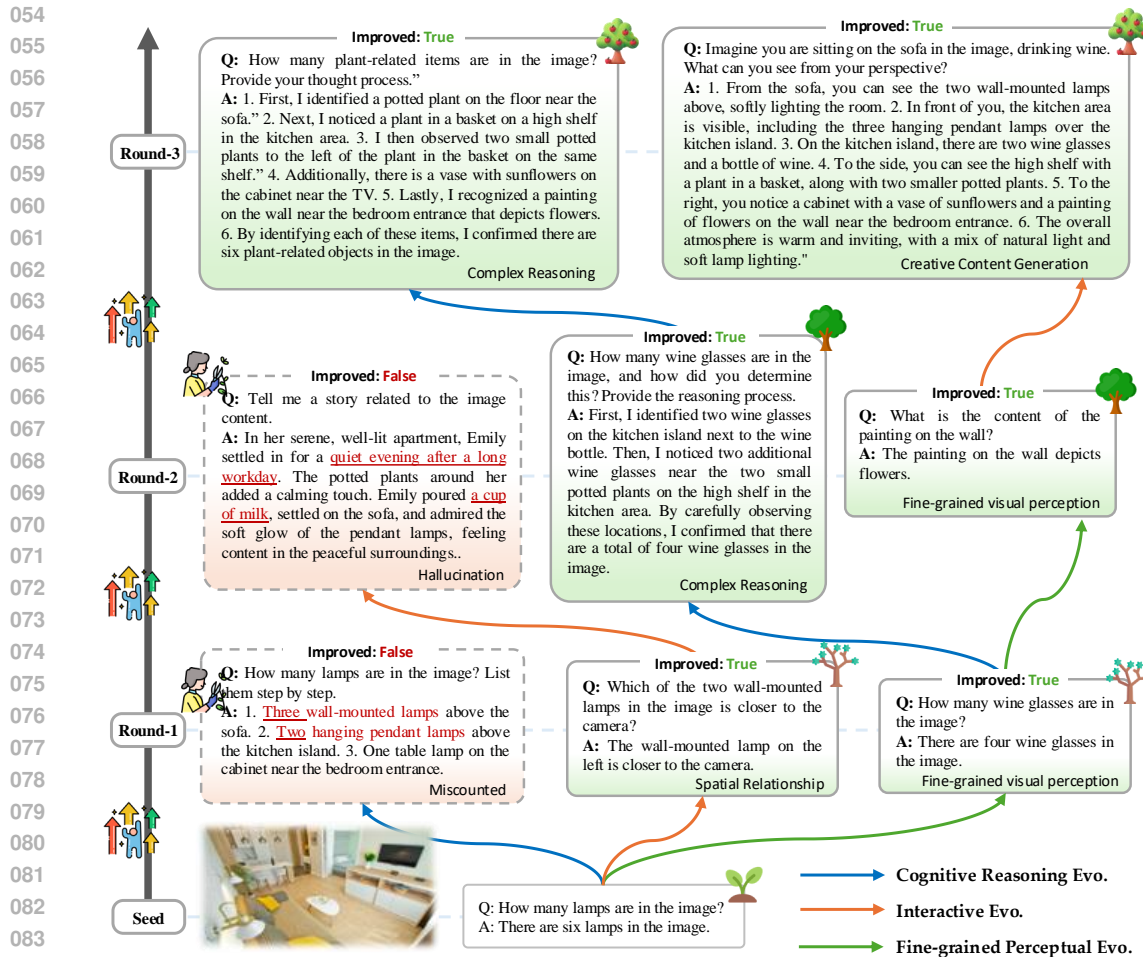 054
055
056
057
058
059
060
061
062
063
064
065
066
067
068
069
070
071
072
073
074
075
076
077
078
079
080
081
082
083
Round-3
Improved: True
Q: How many plant-related items are in the image?
Provide your thought process.”
A: 1. First, I identified a potted plant on the floor near the
sofa.” 2. Next, I noticed a plant in a basket on a high shelf
in the kitchen area. 3. I then observed two small potted
plants to the left of the plant in the basket on the same
shelf.” 4. Additionally, there is a vase with sunflowers
on the cabinet near the TV. 5. Lastly, I recognized a painting
on the wall near the bedroom entrance that depicts flowers.
6. By identifying each of these items, I confirmed there are
six plant-related objects in the image.
Complex Reasoning
Improved: True
Q: Imagine you are sitting on the sofa in the image, drinking wine.
What can you see from your perspective?
A: 1. From the sofa, you can see the two wall-mounted lamps
above, softly lighting the room. 2. In front of you, the kitchen area
is visible, including the three hanging pendant lamps over the
kitchen island. 3. On the kitchen island, there are two wine glasses
and a bottle of wine. 4. To the side, you can see the high shelf with
a plant in a basket, along with two smaller potted plants. 5. To the
right, you notice a cabinet with a vase of sunflowers and a painting
of flowers on the wall near the bedroom entrance. 6. The overall
atmosphere is warm and inviting, with a mix of natural light and
soft lamp lighting."
Creative Content Generation
Round-2
Improved: False
Q: Tell me a story related to the image
content.
A: In her serene, well-lit apartment, Emily
settled in for a quiet evening after a long
workday. The potted plants around her
added a calming touch. Emily poured a cup
of milk, settled on the sofa, and admired the
soft glow of the pendant lamps, feeling
content in the peaceful surroundings..
Hallucination
Improved: True
Q: How many wine glasses are in the
image, and how did you determine
this? Provide the reasoning process.
A: First, I identified two wine glasses
on the kitchen island next to the wine
bottle. Then, I noticed two additional
wine glasses near the two small
potted plants on the high shelf in the
kitchen area. By carefully observing
these locations, I confirmed that there
are a total of four wine glasses in the
image.
Complex Reasoning
Improved: True
Q: What is the content of the
painting on the wall?
A: The painting on the wall depicts
flowers.
Fine-grained visual perception
Round-1
Improved: False
Q: How many lamps are in the image? List
them step by step.
A: 1. Three wall-mounted lamps above the
sofa. 2. Two hanging pendant lamps above
the kitchen island. 3. One table lamp on the
cabinet near the bedroom entrance.
Miscounted
Improved: True
Q: Which of the two wall-mounted
lamps in the image is closer to the
camera?
A: The wall-mounted lamp on the
left is closer to the camera.
Spatial Relationship
Improved: True
Q: How many wine glasses are in
the image?
A: There are four wine glasses in
the image.
Fine-grained visual perception
Seed
Q: How many lamps are in the image?
A: There are six lamps in the image.
Cognitive Reasoning Evo.
Interactive Evo.
Fine-grained Perceptual Evo.